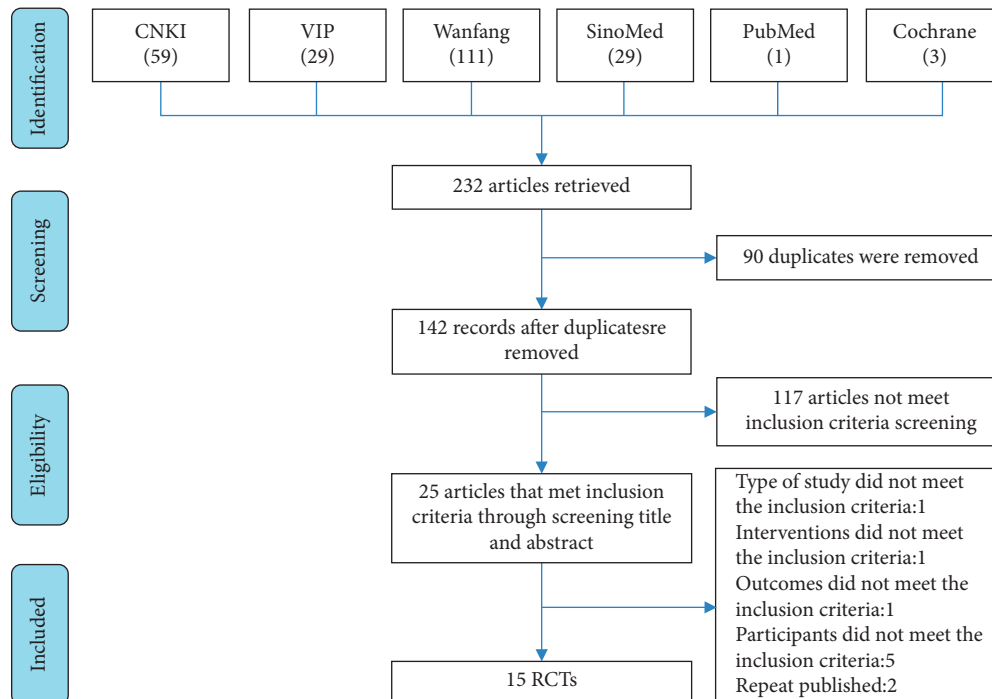 Identification
CNKI
(59)
VIP
(29)
Wanfang
(111)
SinoMed
(29)
PubMed
(1)
Cochrane
(3)
232 articles retrieved
Screening
90 duplicates were removed
142 records after duplicatesre
removed
Eligibility
117 articles not meet
inclusion criteria screening
25 articles that met inclusion
criteria through screening title
and abstract
Type of study did not meet
the inclusion criteria:1
Interventions did not meet
the inclusion criteria:1
Outcomes did not meet the
inclusion criteria:1
Participants did not meet the
inclusion criteria:5
Repeat published:2
Included
15 RCTs